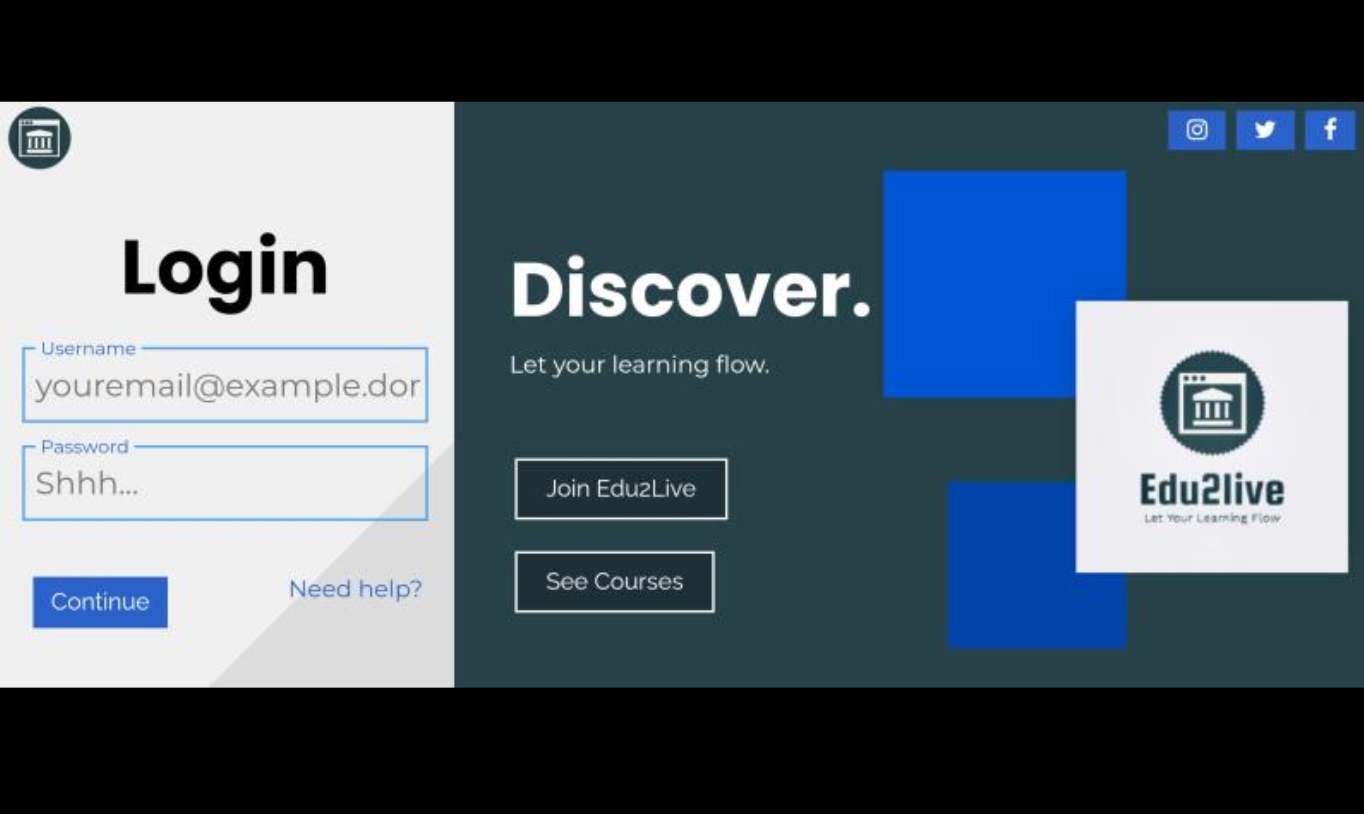 Login
Username
youremail@example.dor
Password
Shhh...
Continue
Need help?
Discover.
Let your learning flow.
Join Edu2Live
See Courses
Edu2live
Let Your Learning Flow